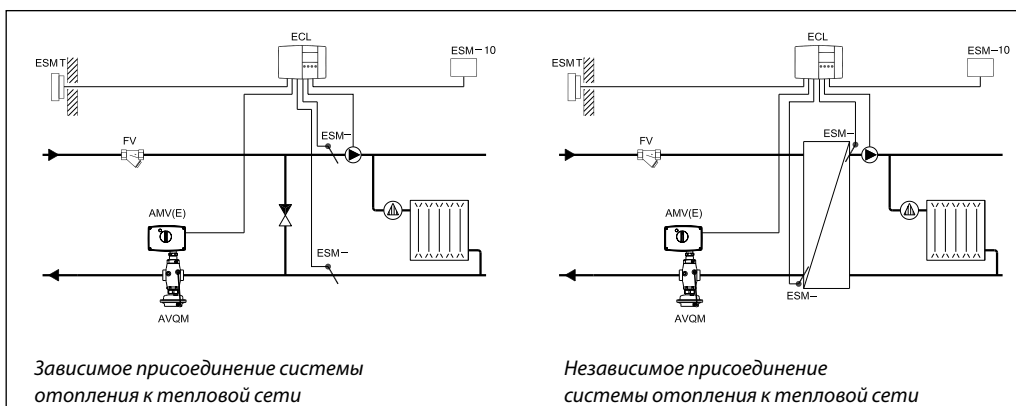 ECL
ESM-10
ESMT
ESM-
FV
AMV(E)
ESM-
AVQM
Зависимое присоединение системы
отопления к тепловой сети
ECL
ESM-10
ESMT
ESM-
FV
AMV(E)
ESM-
AVQM
Независимое присоединение
системы отопления к тепловой сети